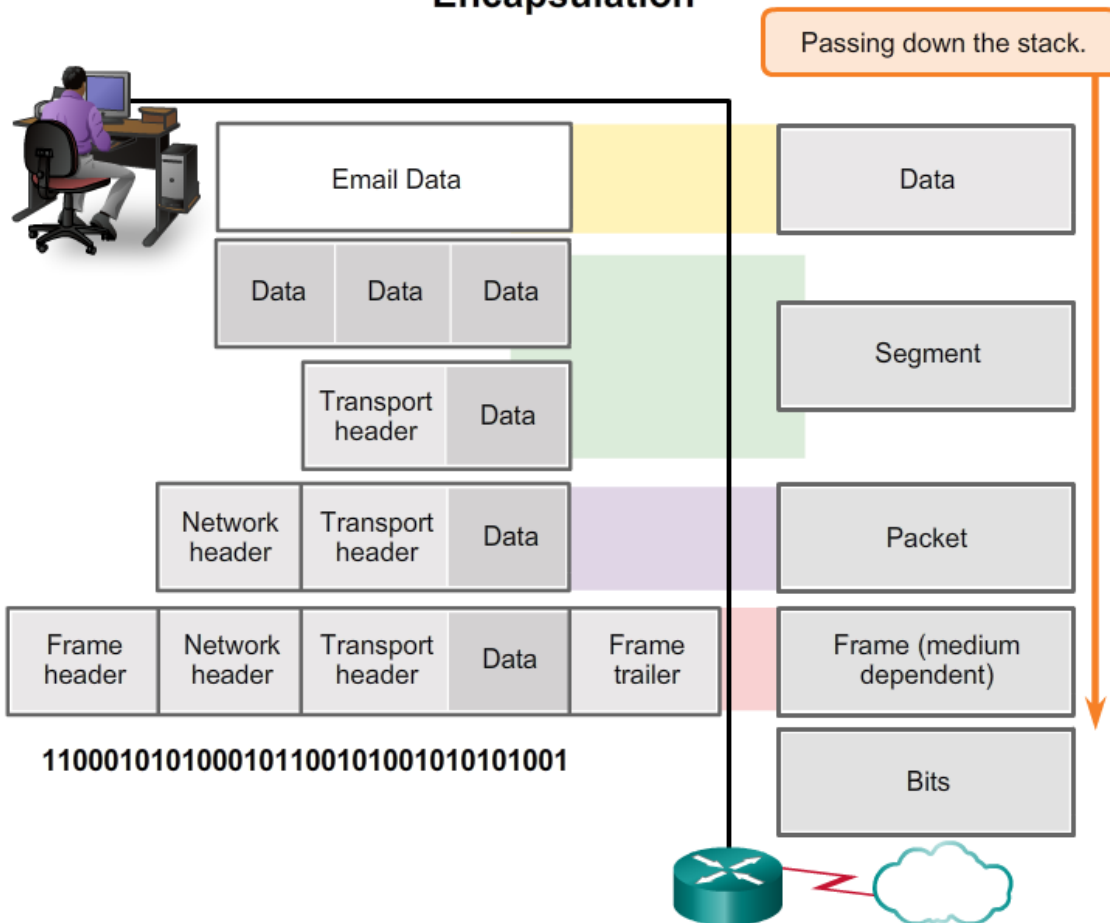 Encapsulation
Passing down the stack.
Email Data
Data
Data Data Data
Segment
Transport
header
Data
Network
header
Transport
header
Data
Packet
Frame
header
Network
header
Transport
header
Data
Frame
trailer
Frame (medium
dependent)
1100010101000101100101001010101001
Bits